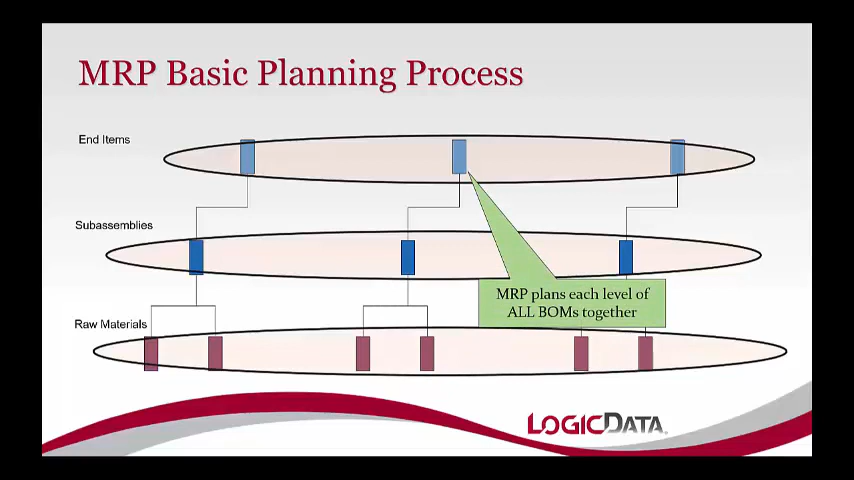 MRP Basic Planning Process
End Items
Subassemblies
MRP plans each level of
ALL BOMs together
Raw Materials
LOGICDATA